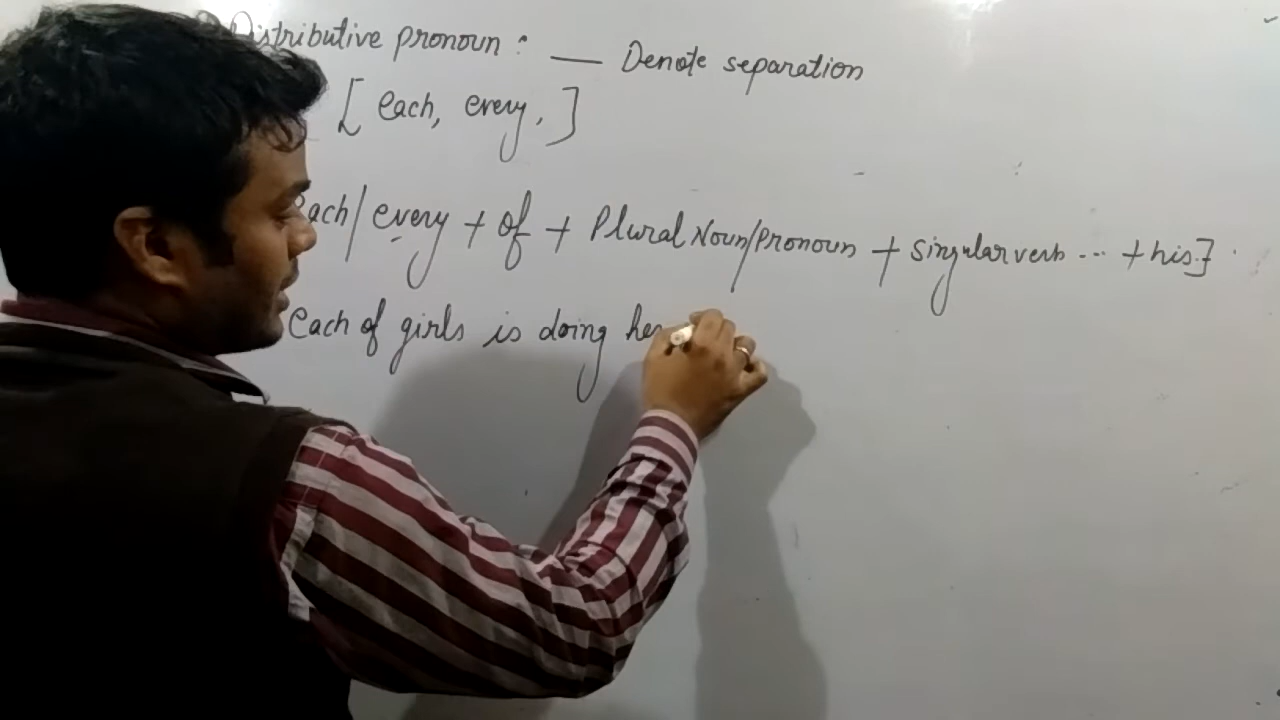 Distributive pronoun : — Denote separation
[ each, every, ]
each/every + of + Plural Noun/Pronoun + singular verb ... + his]
each of girls is doing her